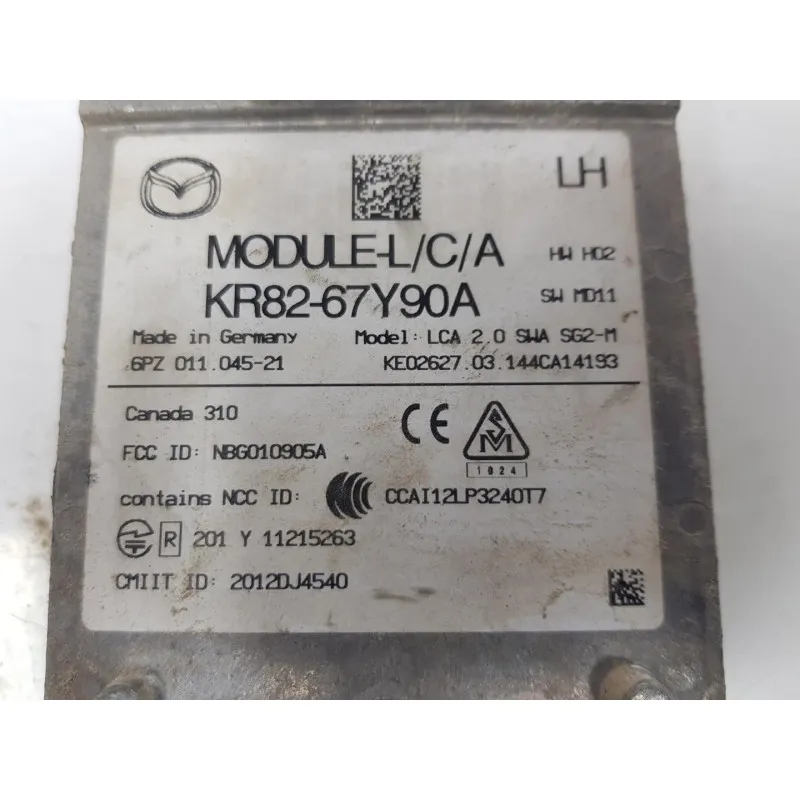 LH
MODULE-L/C/A HW H02
KR82-67Y90A SW MD11
Made in Germany Model: LCA 2.0 SWA SG2-M
6PZ 011.045-21 KE02627.03.144CA14193
Canada 310 CE
FCC ID: NBG010905A SVM
1024
contains NCC ID: CCAI12LP3240T7
R 201 Y 11215263
CMIIT ID: 2012DJ4540